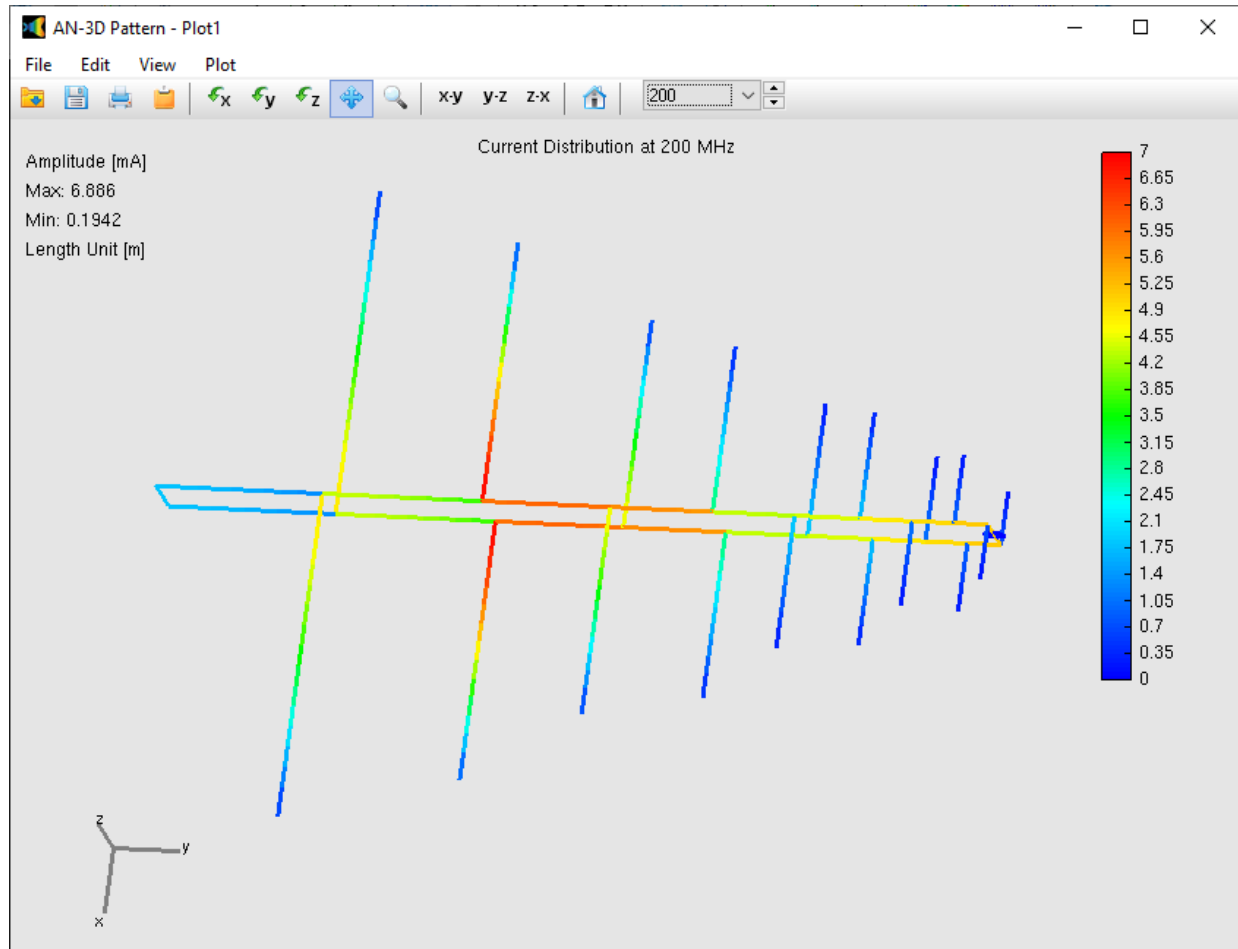 AN-3D Pattern - Plot1
File Edit View Plot
x y z x-y y-z z-x 200
Current Distribution at 200 MHz
Amplitude [mA]
Max: 6.886
Min: 0.1942
Length Unit [m]
7
6.65
6.3
5.95
5.6
5.25
4.9
4.55
4.2
3.85
3.5
3.15
2.8
2.45
2.1
1.75
1.4
1.05
0.7
0.35
0
z
y
x